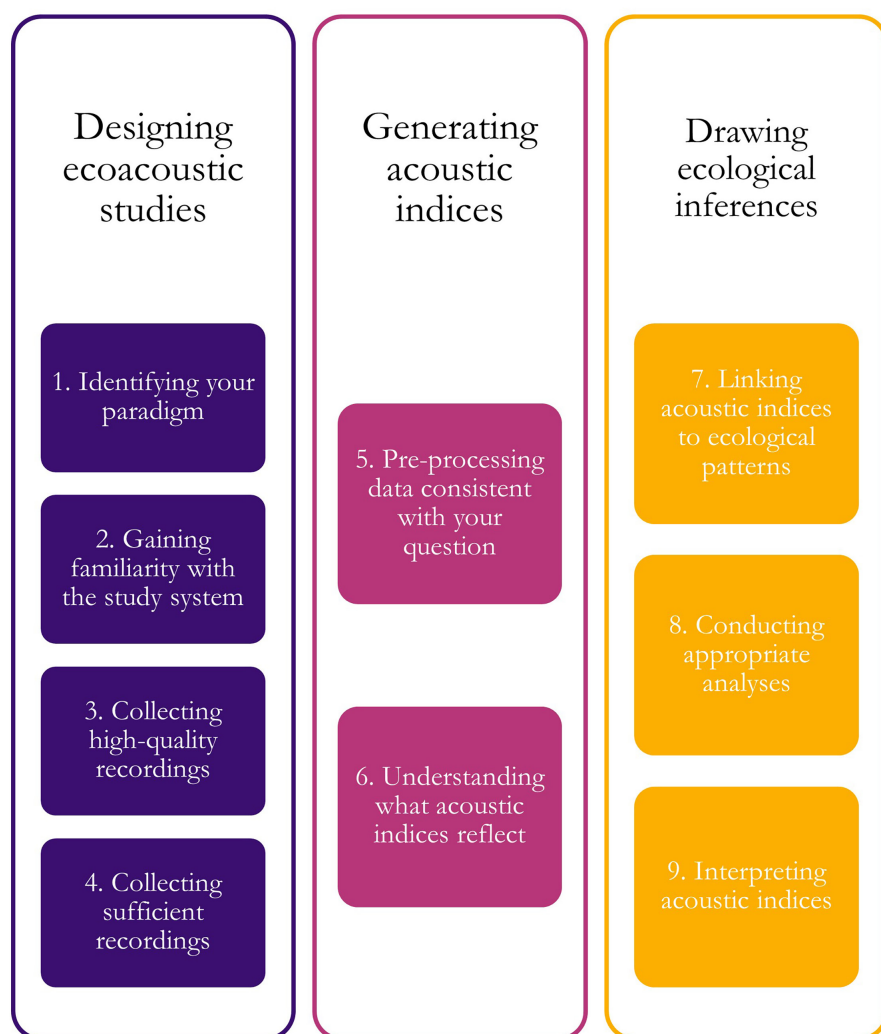 Designing
ecoacoustic
studies
1. Identifying your
paradigm
2. Gaining
familiarity with
the study system
3. Collecting
high-quality
recordings
4. Collecting
sufficient
recordings
Generating
acoustic
indices
5. Pre-processing
data consistent
with your
question
6. Understanding
what acoustic
indices reflect
Drawing
ecological
inferences
7. Linking
acoustic indices
to ecological
patterns
8. Conducting
appropriate
analyses
9. Interpreting
acoustic indices